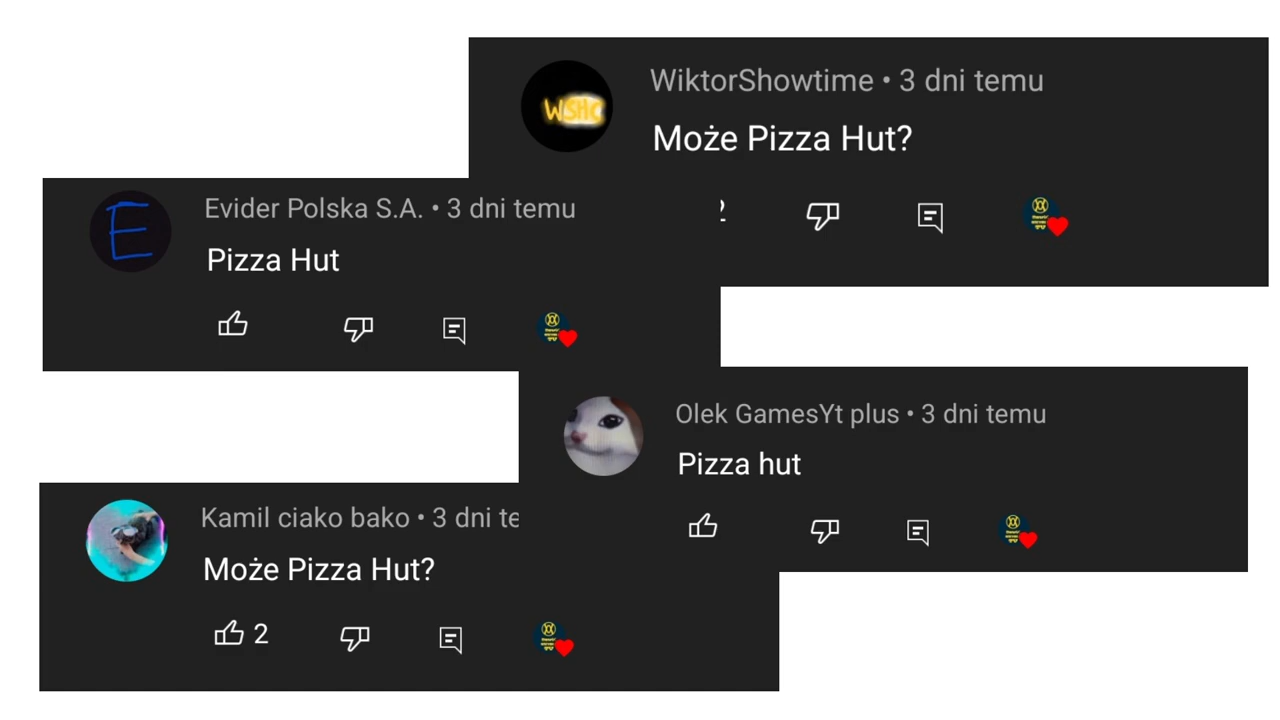 WiktorShowtime • 3 dni temu
Może Pizza Hut?
Evider Polska S.A. • 3 dni temu
Pizza Hut
Olek GamesYt plus • 3 dni temu
Pizza hut
Kamil ciako bako • 3 dni te
Może Pizza Hut?
2